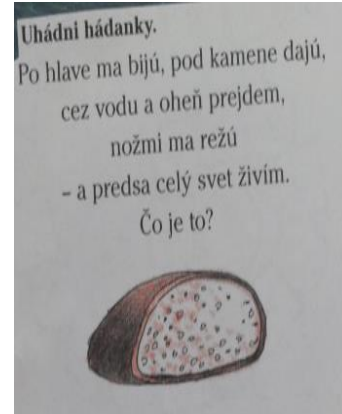 Uhádni hádanky.
Po hlave ma bijú, pod kamene dajú,
cez vodu a oheň prejdem,
nožmi ma režú
– a predsa celý svet živím.
Čo je to?